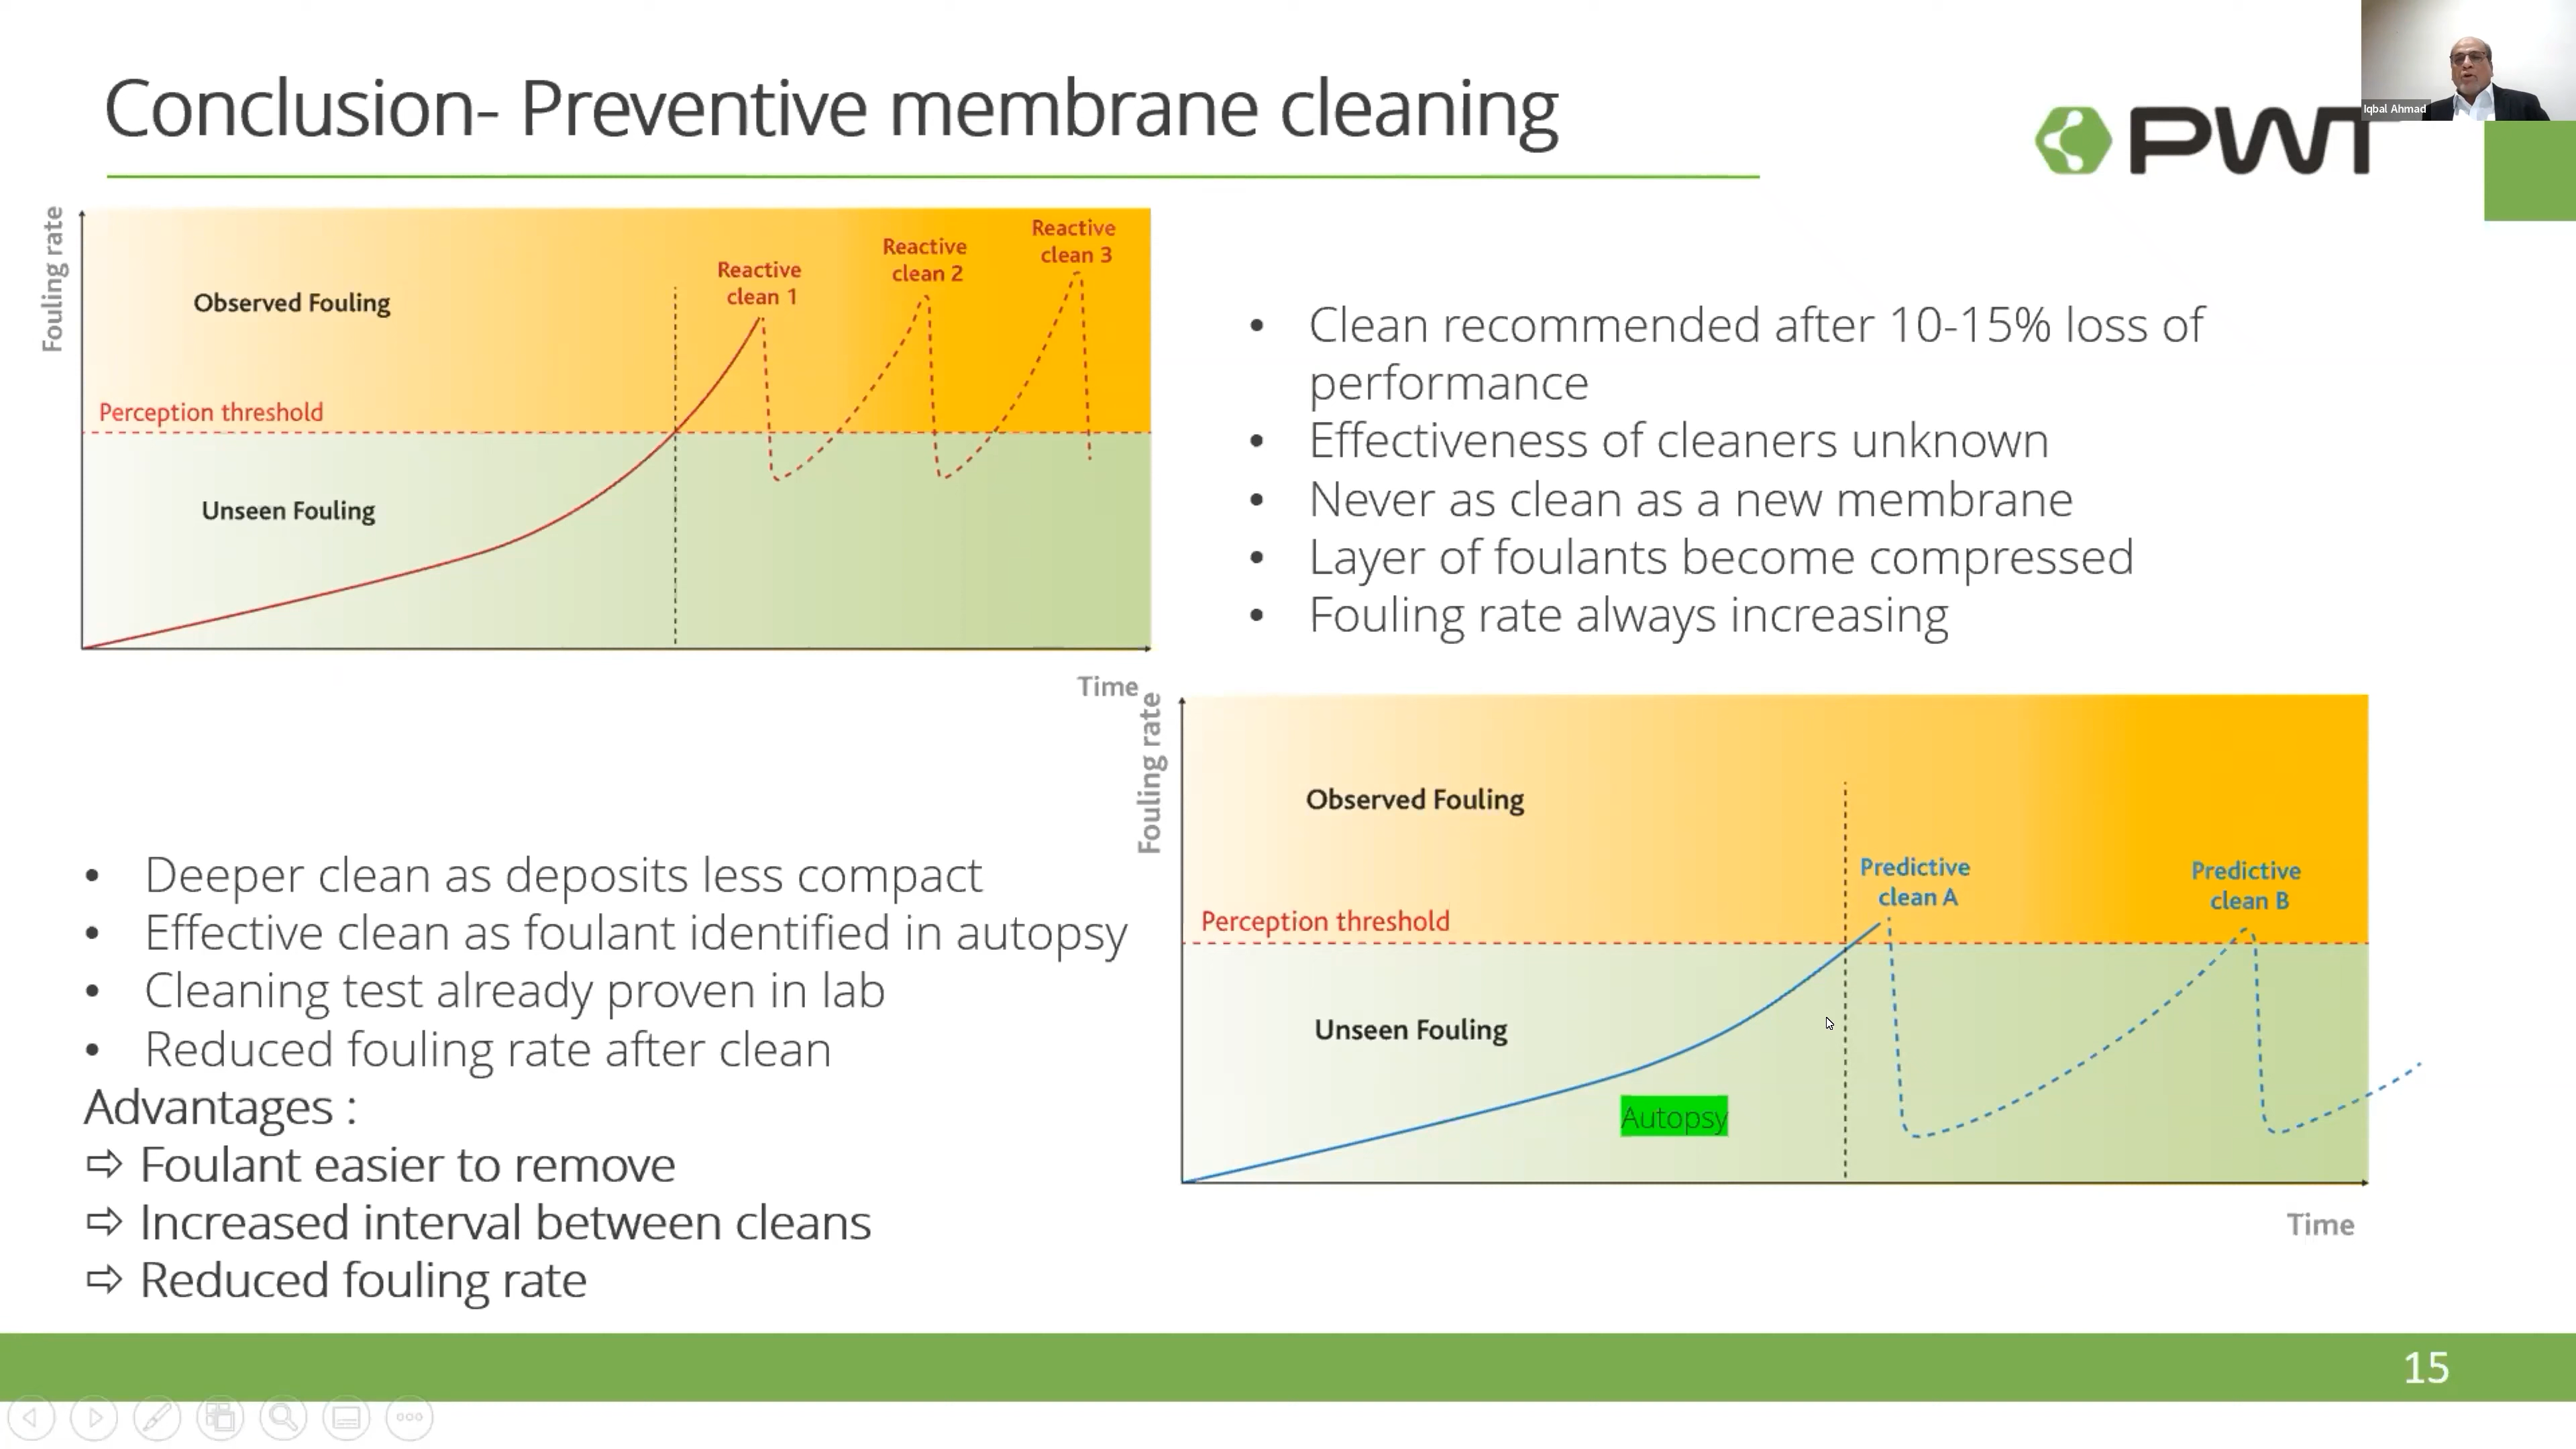 Conclusion- Preventive membrane cleaning
PWT
Iqbal Ahmad
Fouling rate
Observed Fouling
Reactive
clean 1
Reactive
clean 2
Reactive
clean 3
Perception threshold
Unseen Fouling
Time
• Clean recommended after 10-15% loss of
performance
• Effectiveness of cleaners unknown
• Never as clean as a new membrane
• Layer of foulants become compressed
• Fouling rate always increasing
• Deeper clean as deposits less compact
• Effective clean as foulant identified in autopsy
• Cleaning test already proven in lab
• Reduced fouling rate after clean
Advantages :
⇨ Foulant easier to remove
⇨ Increased interval between cleans
⇨ Reduced fouling rate
Fouling rate
Observed Fouling
Predictive
clean A
Predictive
clean B
Perception threshold
Unseen Fouling
Autopsy
Time
15